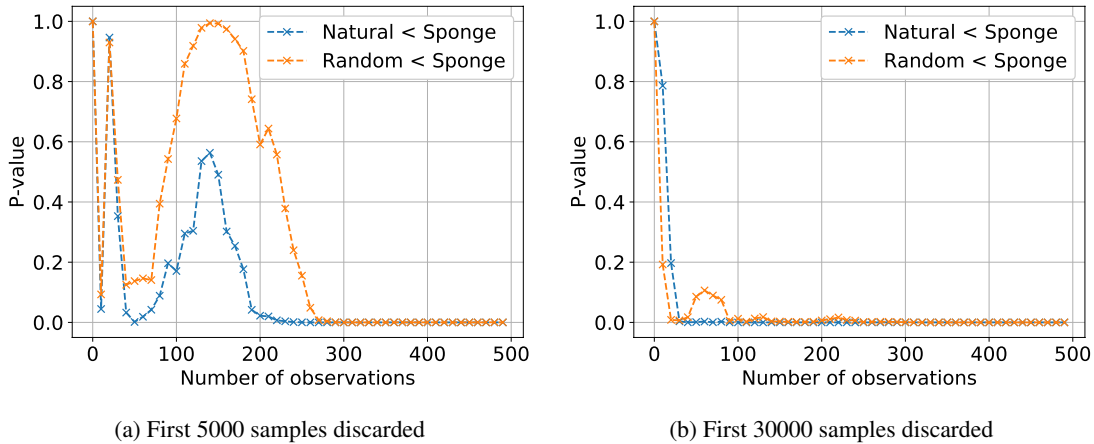 Natural < Sponge
Random < Sponge
1.0
0.8
0.6
0.4
0.2
0.0
P-value
0 100 200 300 400 500
Number of observations
(a) First 5000 samples discarded
Natural < Sponge
Random < Sponge
1.0
0.8
0.6
0.4
0.2
0.0
P-value
0 100 200 300 400 500
Number of observations
(b) First 30000 samples discarded